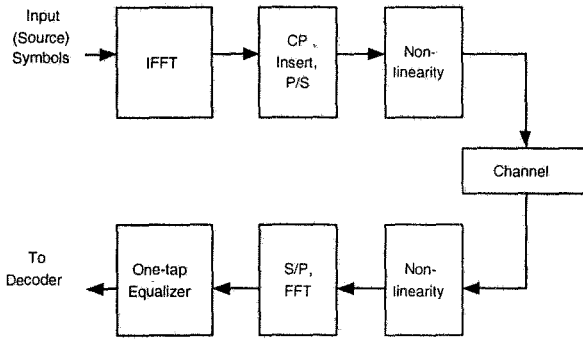 Input
(Source)
Symbols
IFFT
CP
Insert,
P/S
Non-
linearity
Channel
Non-
linearity
S/P,
FFT
One-tap
Equalizer
To
Decoder